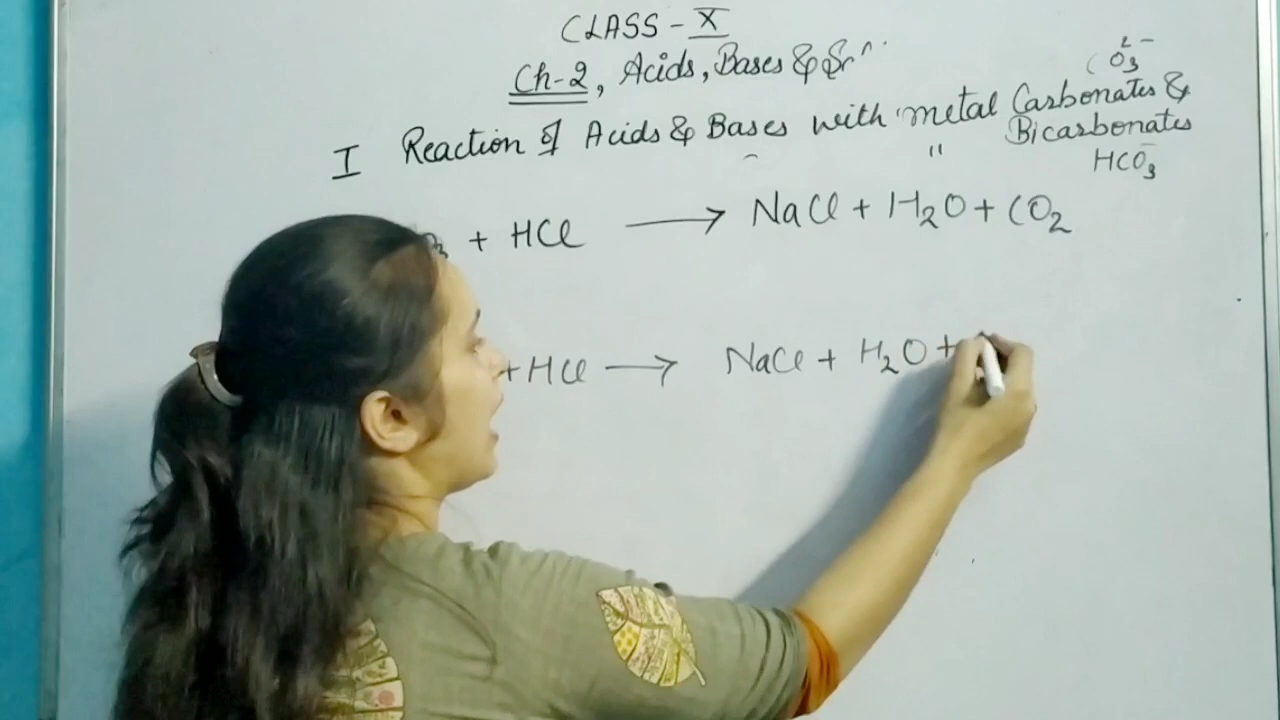 CLASS - X
Ch-2, Acids, Bases &
CO3 2-
I Reaction of Acids & Bases with metal Carbonates &
" Bicarbonates
HCO3-
+ HCl → NaCl + H2O + CO2
+ HCl → NaCl + H2O +